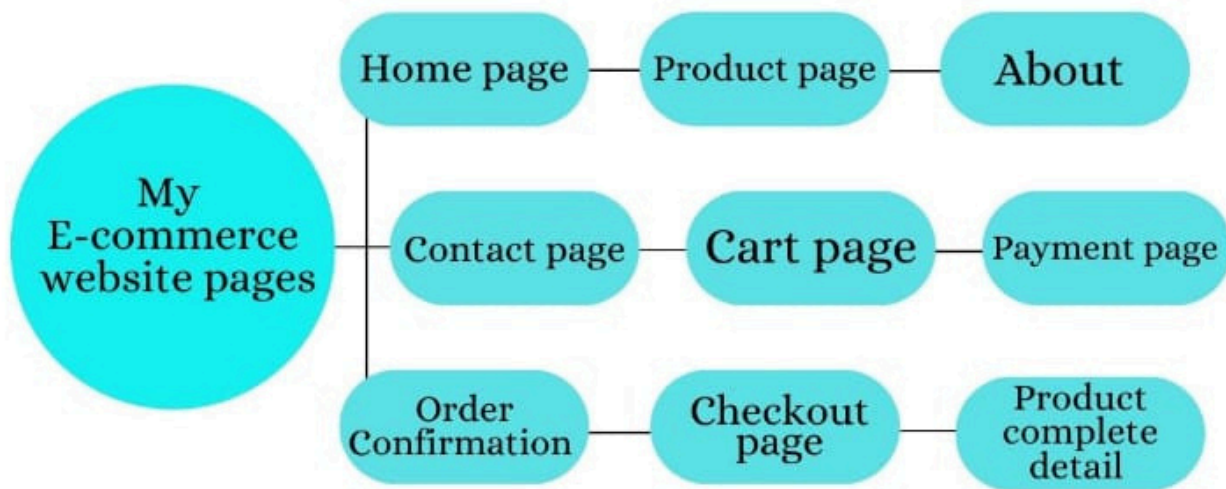 My
E-commerce
website pages
Home page
Product page
About
Contact page
Cart page
Payment page
Order
Confirmation
Checkout
page
Product
complete
detail